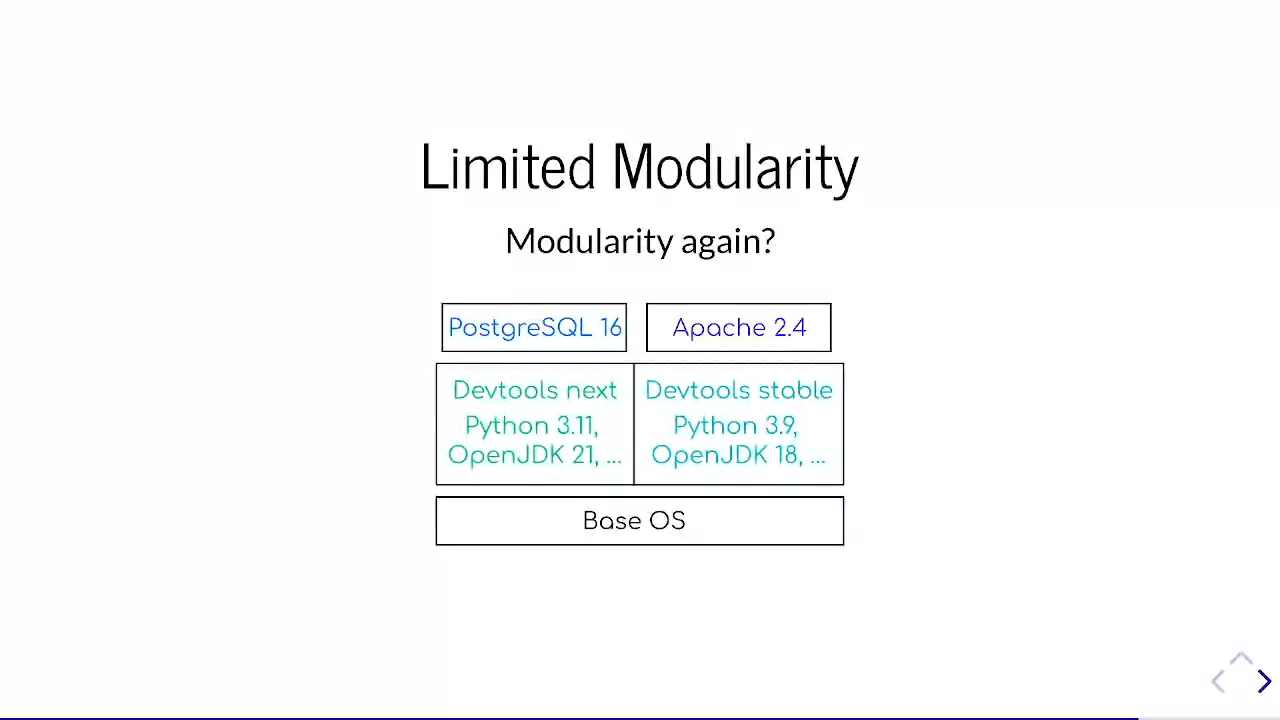 Limited Modularity
Modularity again?
PostgreSQL 16
Apache 2.4
Devtools next
Python 3.11,
OpenJDK 21, ...
Devtools stable
Python 3.9,
OpenJDK 18, ...
Base OS